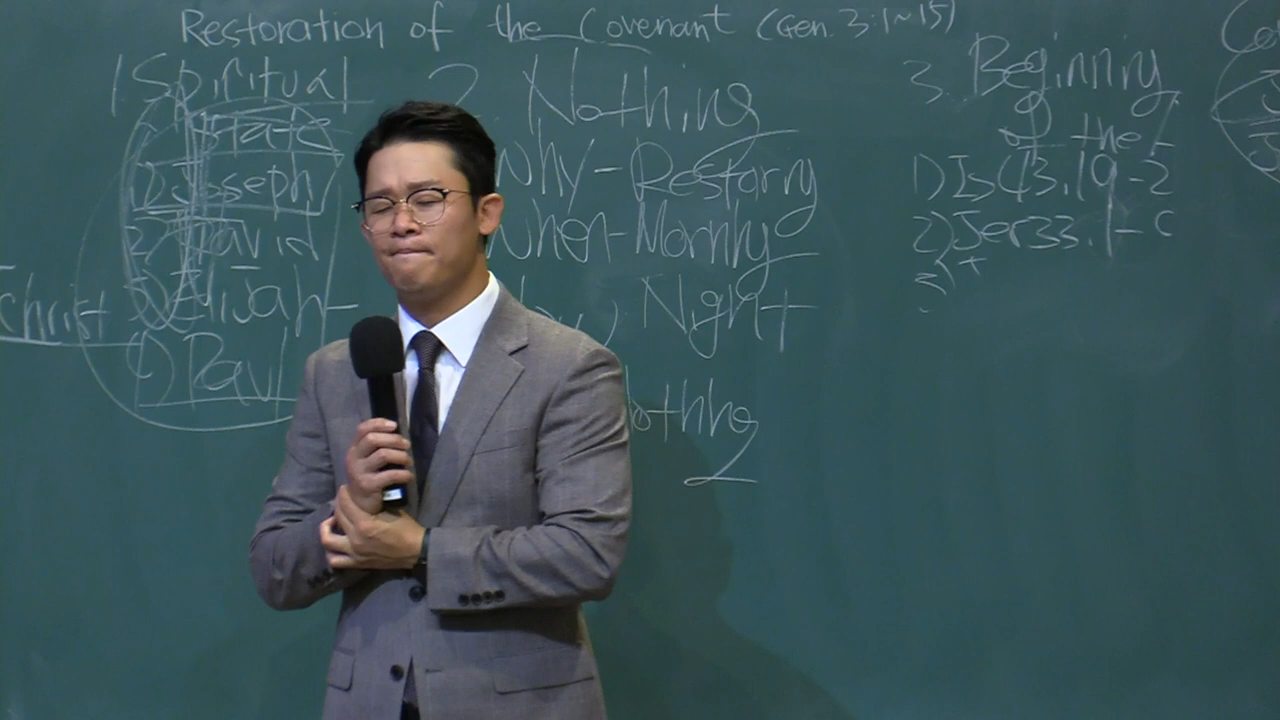 Restoration of the Covenant (Gen. 3:1~15)
1. Spiritual
State
1) Joseph
2) David
3) Elijah
4) Paul
Christ
2. Nothing
Why - Restoring
When - Morning
Night
Nothing
3. Beginning
of the
1) Is 43.19-2
2) Jer 33.1-
3)